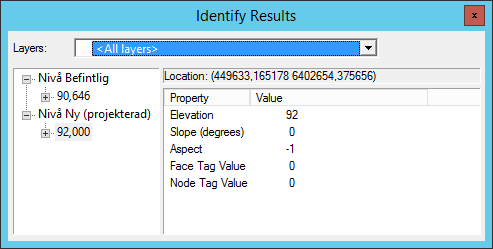 Identify Results
x
Layers: <All layers>
Nivå Befintlig
90,646
Nivå Ny (projekterad)
92,000
Location: (449633,165178 6402654,375656)
Property Value
Elevation 92
Slope (degrees) 0
Aspect -1
Face Tag Value 0
Node Tag Value 0